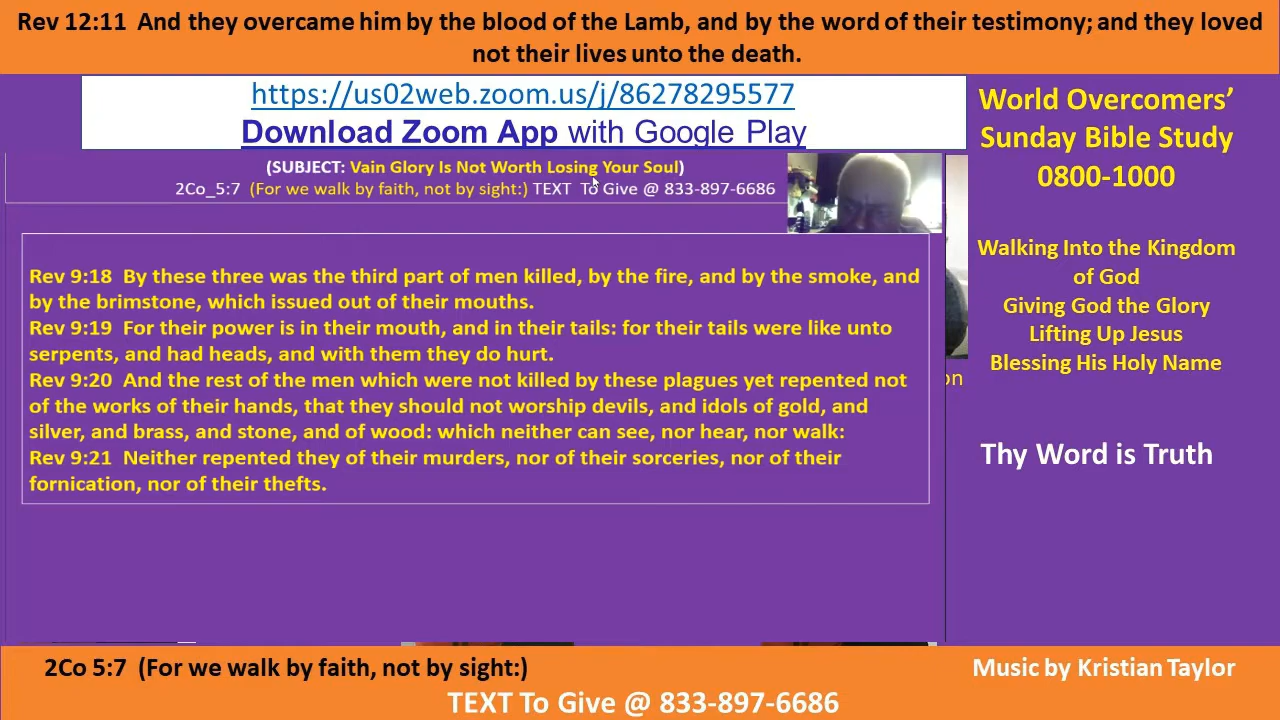 Rev 12:11  And they overcame him by the blood of the Lamb, and by the word of their testimony; and they loved
not their lives unto the death.
https://us02web.zoom.us/j/86278295577
Download Zoom App with Google Play
(SUBJECT: Vain Glory Is Not Worth Losing Your Soul)
2Co_5:7  (For we walk by faith, not by sight:) TEXT  To Give @ 833-897-6686
Rev 9:18  By these three was the third part of men killed, by the fire, and by the smoke, and
by the brimstone, which issued out of their mouths.
Rev 9:19  For their power is in their mouth, and in their tails: for their tails were like unto
serpents, and had heads, and with them they do hurt.
Rev 9:20  And the rest of the men which were not killed by these plagues yet repented not
of the works of their hands, that they should not worship devils, and idols of gold, and
silver, and brass, and stone, and of wood: which neither can see, nor hear, nor walk:
Rev 9:21  Neither repented they of their murders, nor of their sorceries, nor of their
fornication, nor of their thefts.
World Overcomers’
Sunday Bible Study
0800-1000
Walking Into the Kingdom
of God
Giving God the Glory
Lifting Up Jesus
Blessing His Holy Name
on
Thy Word is Truth
2Co 5:7  (For we walk by faith, not by sight:)
Music by Kristian Taylor
TEXT To Give @ 833-897-6686